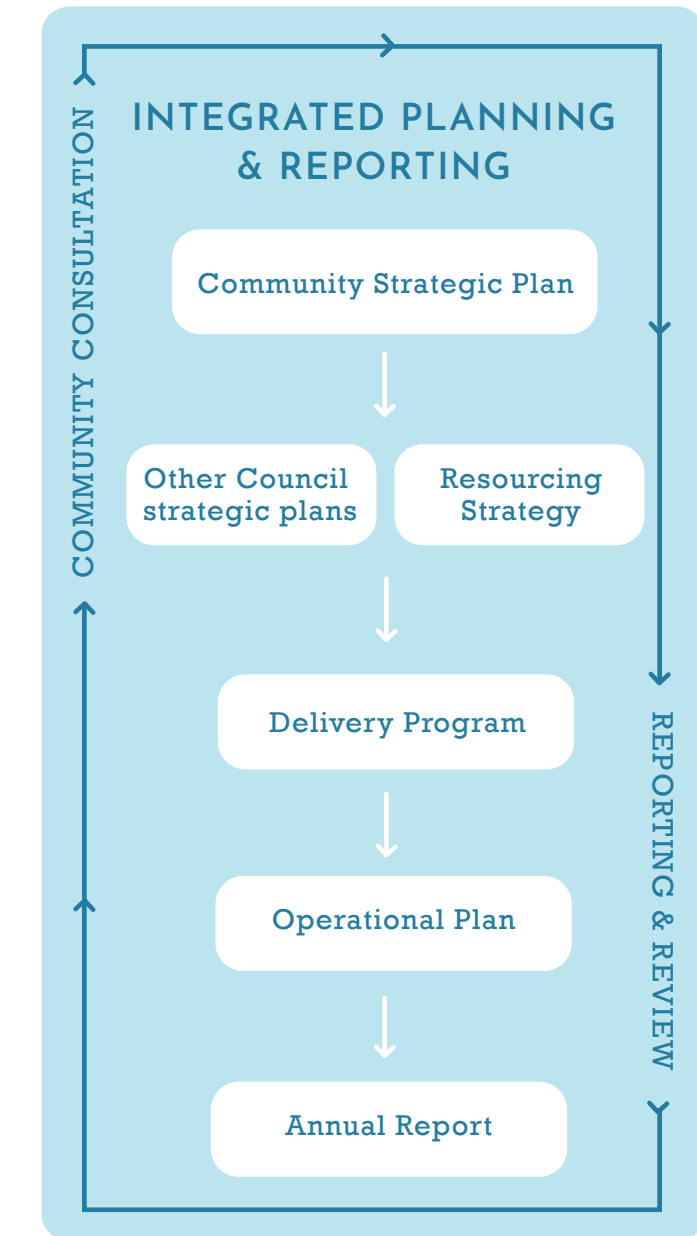 INTEGRATED PLANNING
& REPORTING
COMMUNITY CONSULTATION
Community Strategic Plan
Other Council
strategic plans
Resourcing
Strategy
Delivery Program
REPORTING & REVIEW
Operational Plan
Annual Report